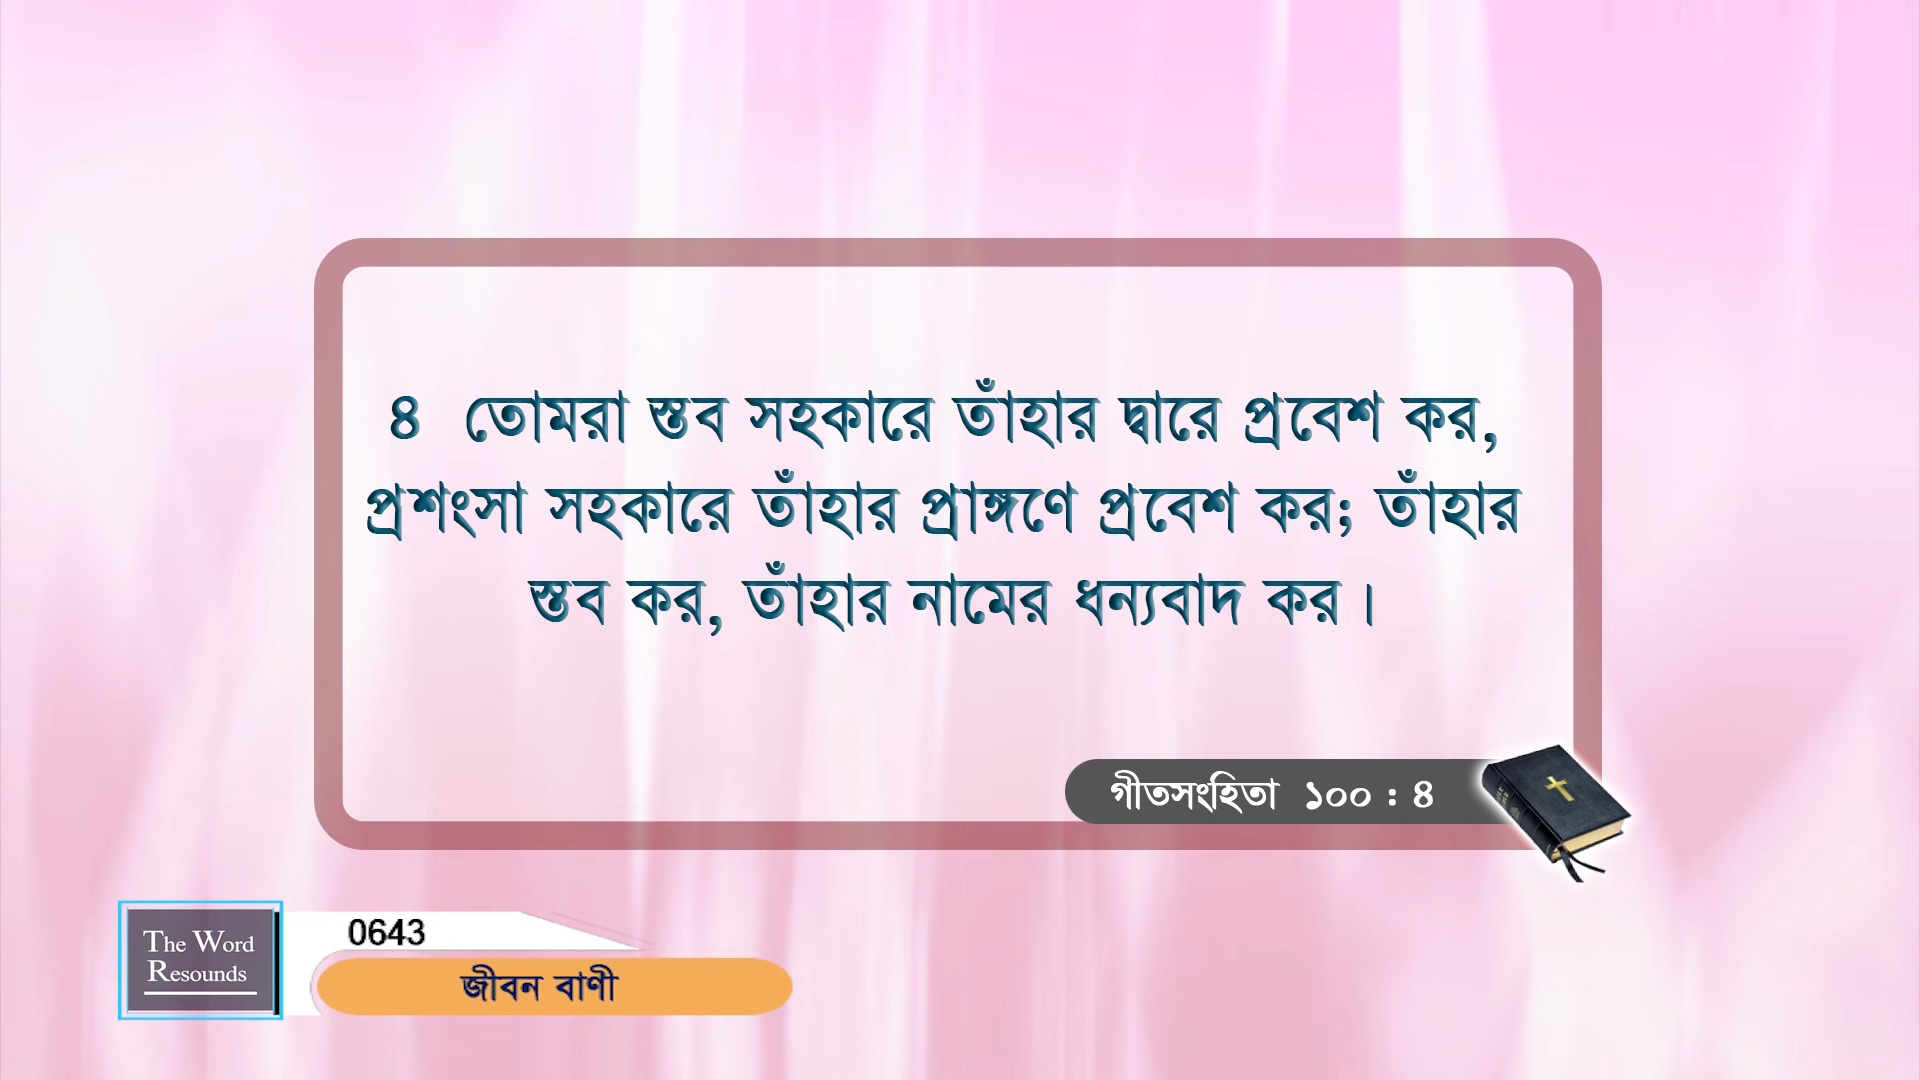 ৪ তোমরা স্তব সহকারে তাঁহার দ্বারে প্রবেশ কর,
প্রশংসা সহকারে তাঁহার প্রাঙ্গণে প্রবেশ কর; তাঁহার
স্তব কর, তাঁহার নামের ধন্যবাদ কর।
গীতসংহিতা ১০০ : ৪
The Word
Resounds
0643
জীবন বাণী